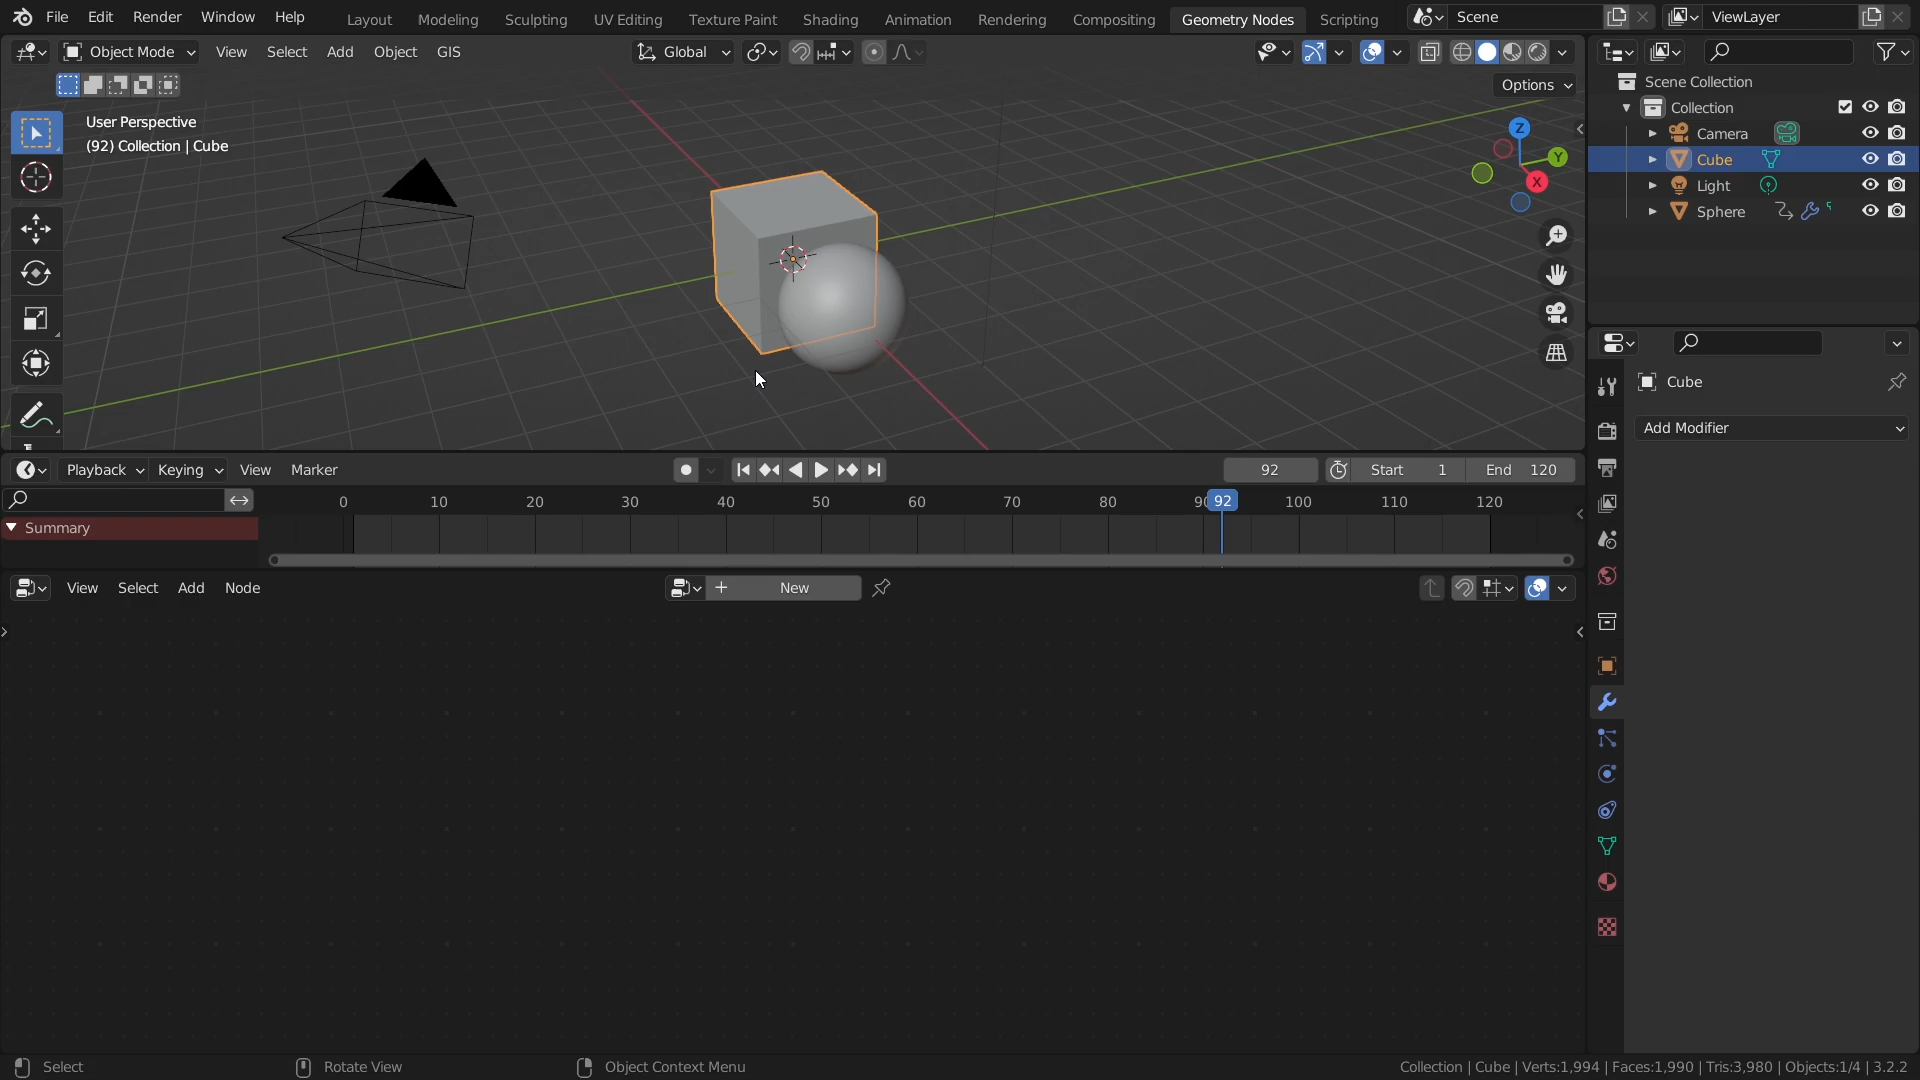 File Edit Render Window Help Layout Modeling Sculpting UV Editing Texture Paint Shading Animation Rendering Compositing Geometry Nodes Scripting Scene ViewLayer
Object Mode View Select Add Object GIS Global
Options
User Perspective
(92) Collection | Cube
Z
Y
X
Scene Collection
Collection
Camera
Cube
Light
Sphere
Cube
Add Modifier
Playback Keying View Marker 92 Start 1 End 120
0 10 20 30 40 50 60 70 80 90 92 100 110 120
Summary
View Select Add Node New
Select Rotate View Object Context Menu Collection | Cube | Verts:1,994 | Faces:1,990 | Tris:3,980 | Objects:1/4 | 3.2.2